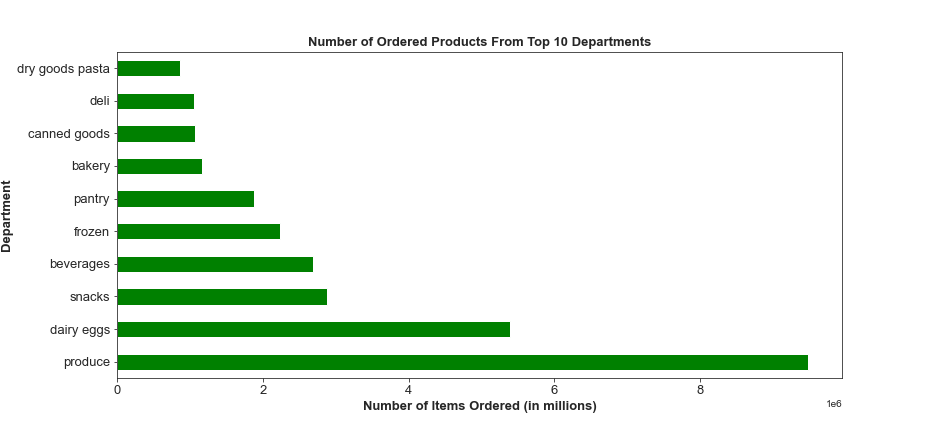 Number of Ordered Products From Top 10 Departments
dry goods pasta
deli
canned goods
bakery
pantry
frozen
beverages
snacks
dairy eggs
produce
Department
0 2 4 6 8
1e6
Number of Items Ordered (in millions)